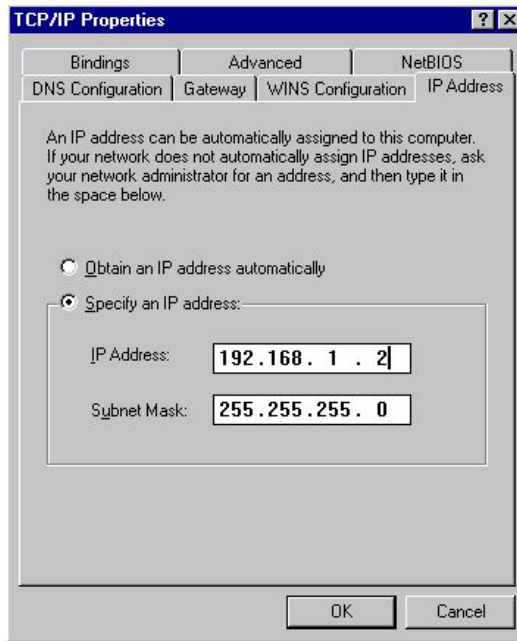 TCP/IP Properties
? X
Bindings Advanced NetBIOS
DNS Configuration Gateway WINS Configuration IP Address
An IP address can be automatically assigned to this computer.
If your network does not automatically assign IP addresses, ask
your network administrator for an address, and then type it in
the space below.
Obtain an IP address automatically
Specify an IP address:
IP Address: 192.168. 1 . 2
Subnet Mask: 255.255.255. 0
OK Cancel